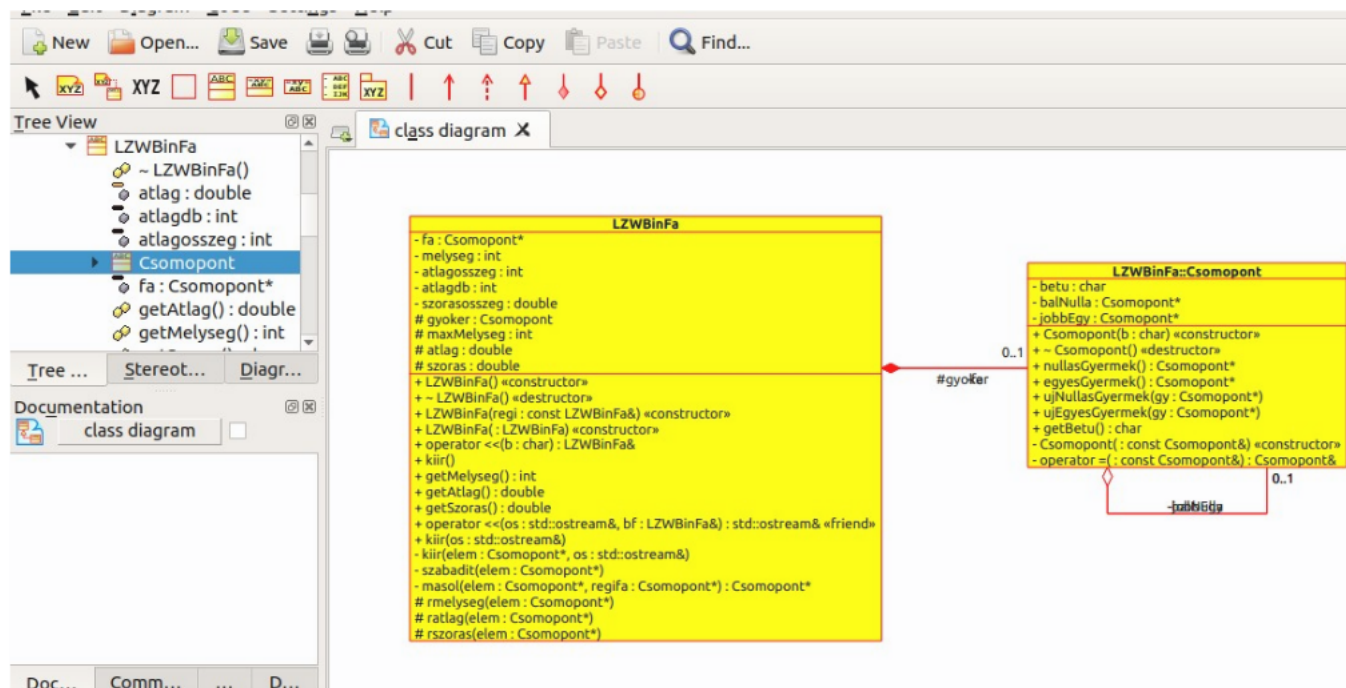 New Open... Save Cut Copy Paste Find...
XYZ XYZ ABC ABC XYZ
Tree View
class diagram
LZWBinFa
~ LZWBinFa()
atlag : double
atlagdb : int
atlagosszeg : int
Csomopont
fa : Csomopont*
getAtlag() : double
getMelyseg() : int
Tree ... Stereot... Diagr...
Documentation
class diagram
Doc... Comm... ... D...
LZWBinFa
- fa : Csomopont*
- melyseg : int
- atlagosszeg : int
- atlagdb : int
- szorasosszeg : double
# gyoker : Csomopont
# maxMelyseg : int
# atlag : double
# szoras : double
+ LZWBinFa() «constructor»
+ ~ LZWBinFa() «destructor»
+ LZWBinFa(regi : const LZWBinFa&) «constructor»
+ LZWBinFa( : LZWBinFa) «constructor»
+ operator <<(b : char) : LZWBinFa&
+ kiir()
+ getMelyseg() : int
+ getAtlag() : double
+ getSzoras() : double
+ operator <<(os : std::ostream&, bf : LZWBinFa&) : std::ostream& «friend»
+ kiir(os : std::ostream&)
- kiir(elem : Csomopont*, os : std::ostream&)
- szabadit(elem : Csomopont*)
- masol(elem : Csomopont*, regifa : Csomopont*) : Csomopont*
# rmelyseg(elem : Csomopont*)
# ratlag(elem : Csomopont*)
# rszoras(elem : Csomopont*)
0..1
LZWBinFa::Csomopont
- betu : char
- balNulla : Csomopont*
- jobbEgy : Csomopont*
+ Csomopont(b : char) «constructor»
+ ~ Csomopont() «destructor»
+ nullasGyermek() : Csomopont*
+ egyesGyermek() : Csomopont*
+ ujNullasGyermek(gy : Csomopont*)
+ ujEgyesGyermek(gy : Csomopont*)
+ getBetu() : char
- Csomopont( : const Csomopont&) «constructor»
- operator =( : const Csomopont&) : Csomopont&
0..1